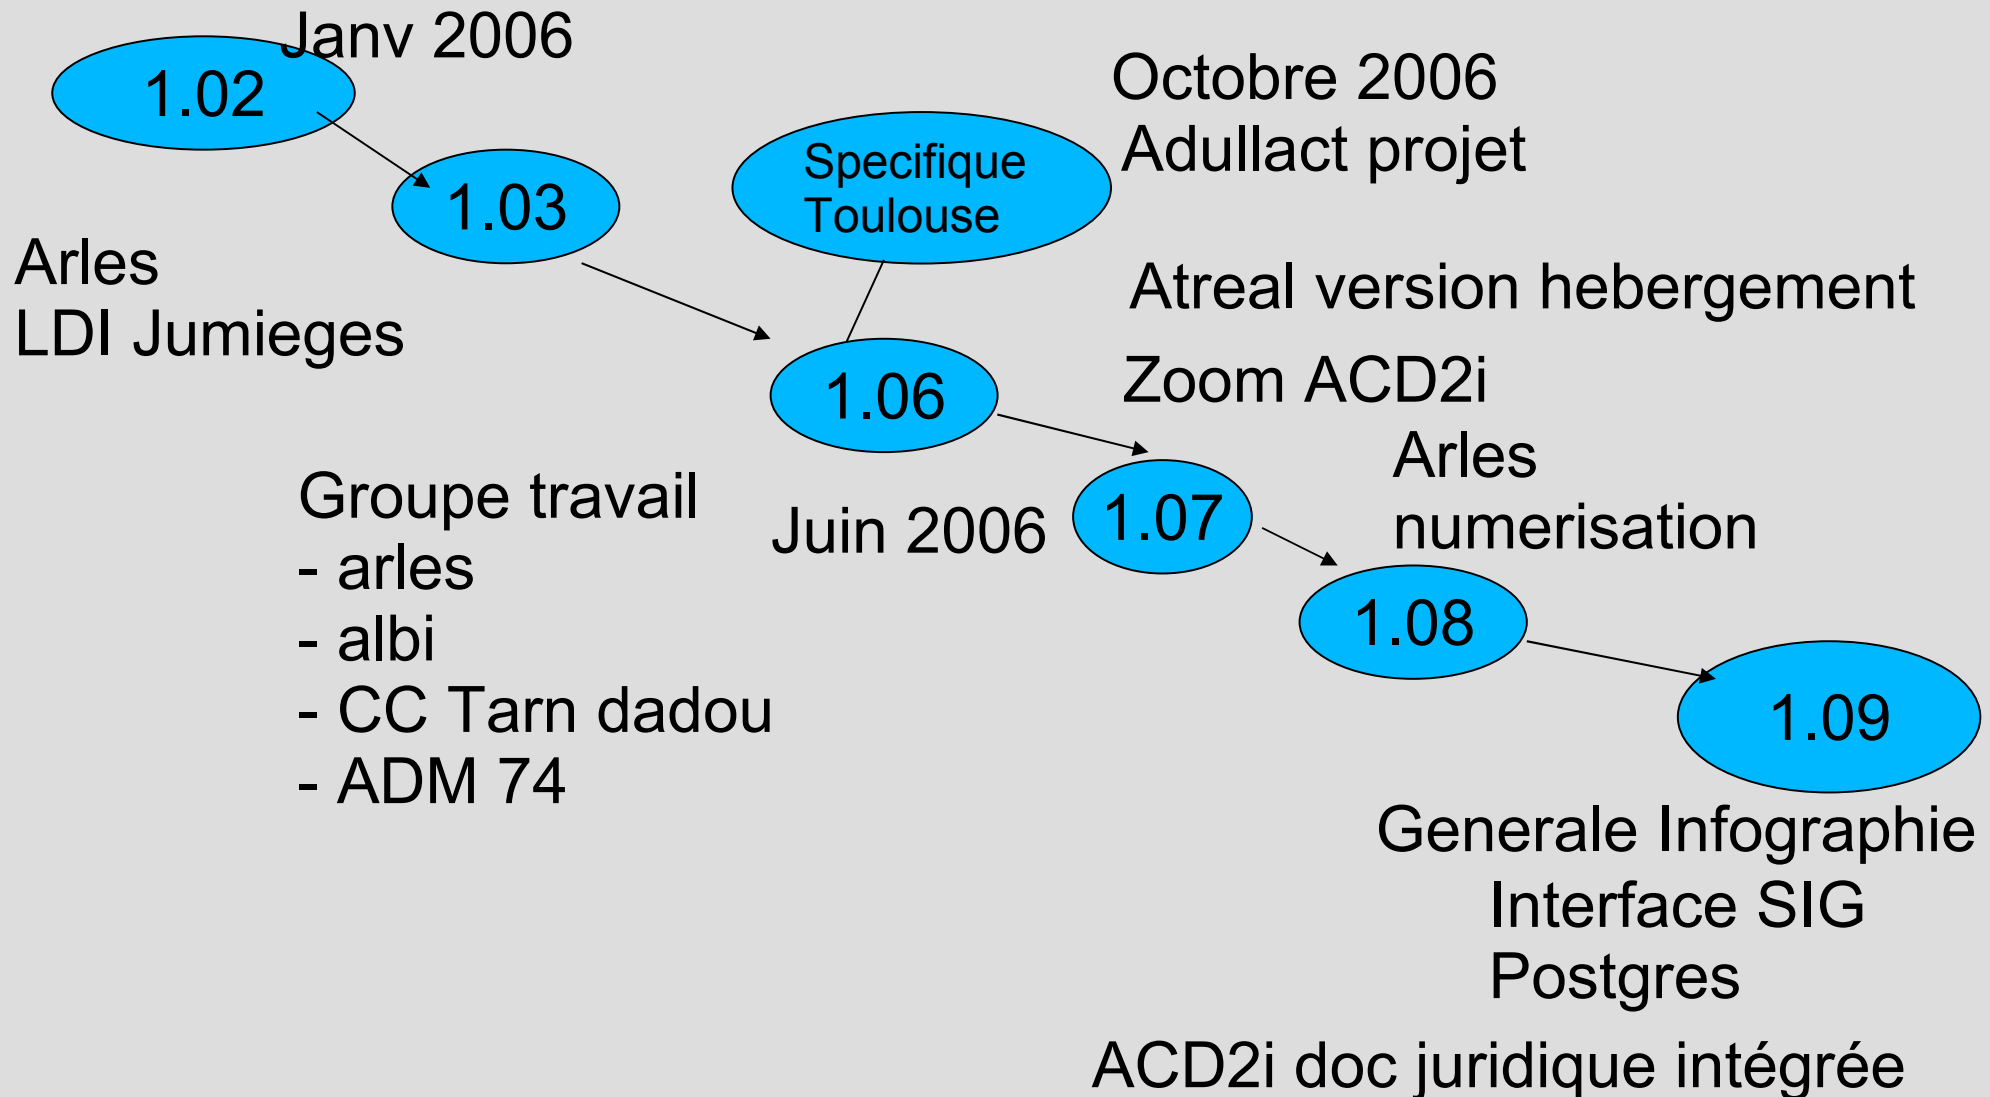 Janv 2006
1.02
1.03
Arles
LDI Jumieges
Specifique
Toulouse
Octobre 2006
Adullact projet
Atreal version hebergement
Zoom ACD2i
1.06
Groupe travail
- arles
- albi
- CC Tarn dadou
- ADM 74
Juin 2006
1.07
Arles
numerisation
1.08
1.09
Generale Infographie
Interface SIG
Postgres
ACD2i doc juridique intégrée